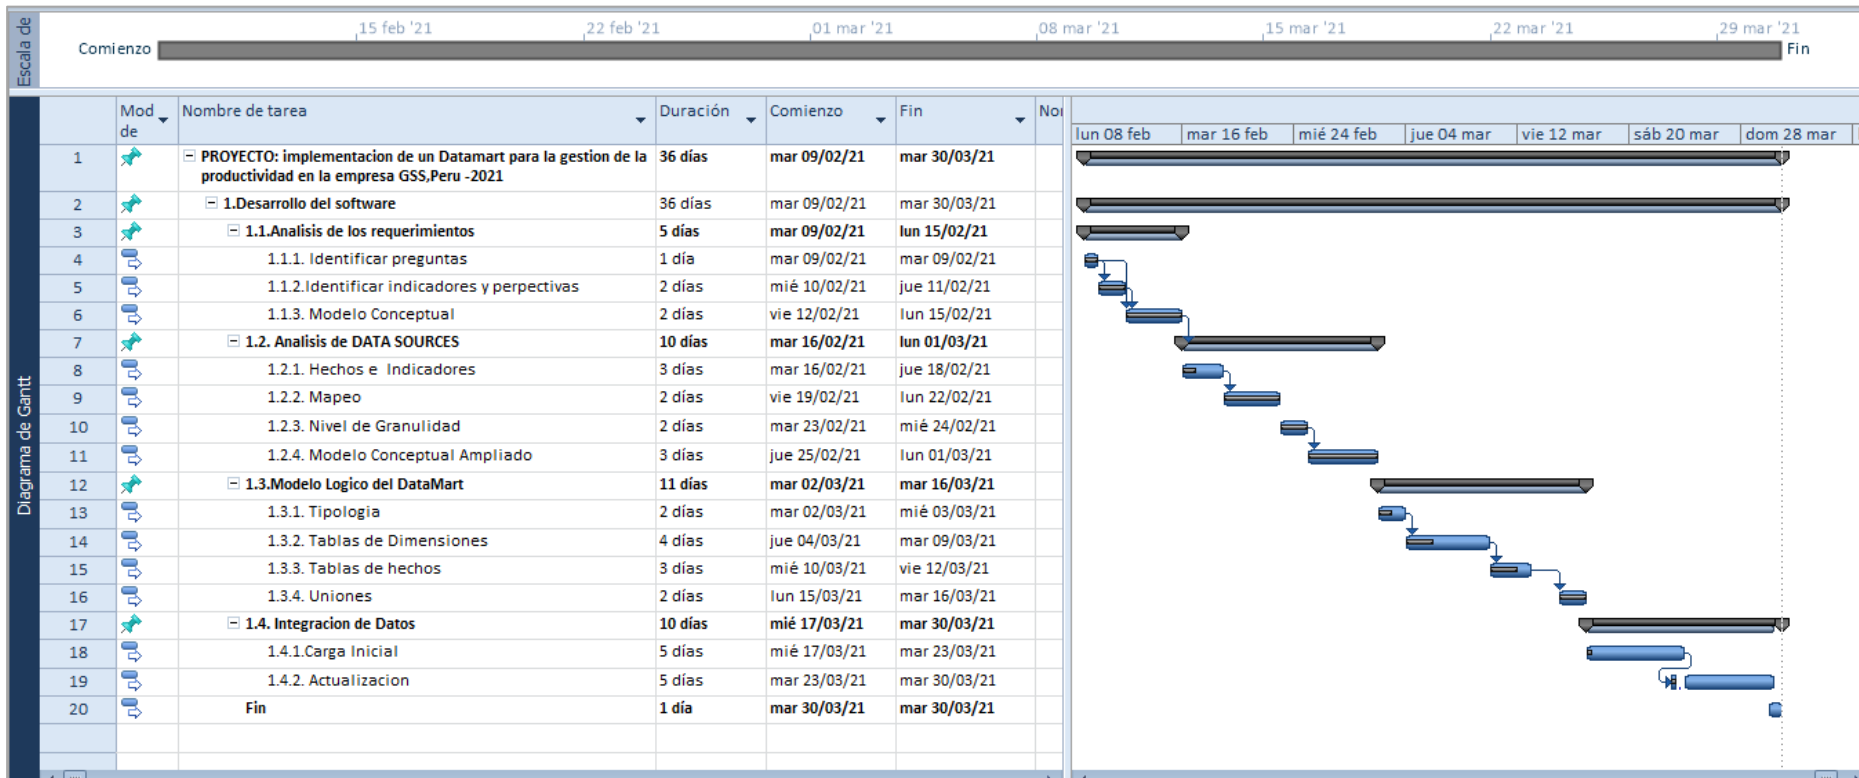 Escala de
15 feb '21 22 feb '21 01 mar '21 08 mar '21 15 mar '21 22 mar '21 29 mar '21
Comienzo Fin
Diagrama de Gantt
Mod de Nombre de tarea Duración Comienzo Fin No
lun 08 feb mar 16 feb mié 24 feb jue 04 mar vie 12 mar sáb 20 mar dom 28 mar
1 PROYECTO: implementacion de un Datamart para la gestion de la 36 días mar 09/02/21 mar 30/03/21
productividad en la empresa GSS,Peru -2021
2 1.Desarrollo del software 36 días mar 09/02/21 mar 30/03/21
3 1.1.Analisis de los requerimientos 5 días mar 09/02/21 lun 15/02/21
4 1.1.1. Identificar preguntas 1 día mar 09/02/21 mar 09/02/21
5 1.1.2.Identificar indicadores y perpectivas 2 días mié 10/02/21 jue 11/02/21
6 1.1.3. Modelo Conceptual 2 días vie 12/02/21 lun 15/02/21
7 1.2. Analisis de DATA SOURCES 10 días mar 16/02/21 lun 01/03/21
8 1.2.1. Hechos e Indicadores 3 días mar 16/02/21 jue 18/02/21
9 1.2.2. Mapeo 2 días vie 19/02/21 lun 22/02/21
10 1.2.3. Nivel de Granulidad 2 días mar 23/02/21 mié 24/02/21
11 1.2.4. Modelo Conceptual Ampliado 3 días jue 25/02/21 lun 01/03/21
12 1.3.Modelo Logico del DataMart 11 días mar 02/03/21 mar 16/03/21
13 1.3.1. Tipologia 2 días mar 02/03/21 mié 03/03/21
14 1.3.2. Tablas de Dimensiones 4 días jue 04/03/21 mar 09/03/21
15 1.3.3. Tablas de hechos 3 días mié 10/03/21 vie 12/03/21
16 1.3.4. Uniones 2 días lun 15/03/21 mar 16/03/21
17 1.4. Integracion de Datos 10 días mié 17/03/21 mar 30/03/21
18 1.4.1.Carga Inicial 5 días mié 17/03/21 mar 23/03/21
19 1.4.2. Actualizacion 5 días mar 23/03/21 mar 30/03/21
20 Fin 1 día mar 30/03/21 mar 30/03/21